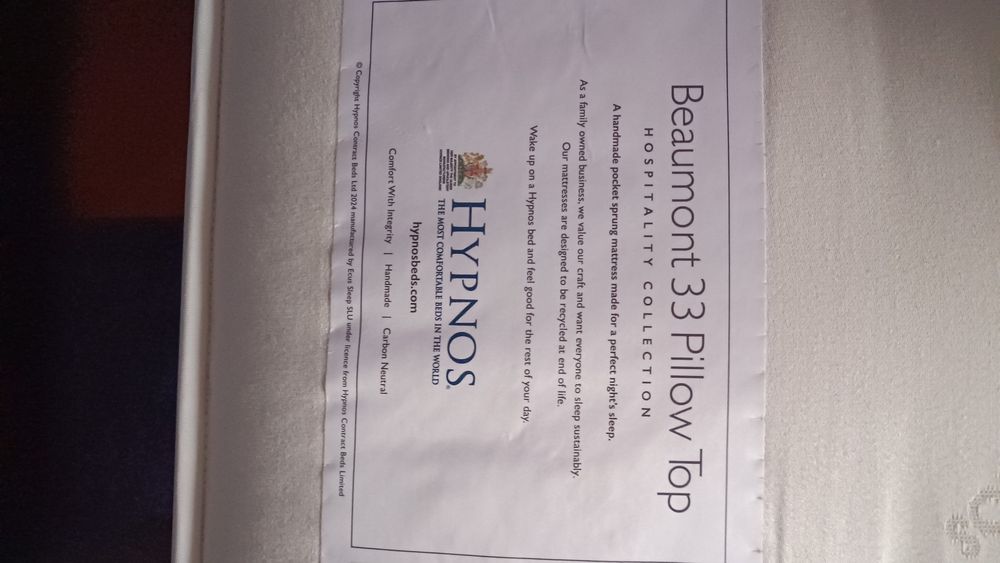 Beaumont 33 Pillow Top
HOSPITALITY COLLECTION
A handmade pocket sprung mattress made for a perfect night's sleep.
As a family owned business, we value our craft and want everyone to sleep sustainably.
Our mattresses are designed to be recycled at end of life.
Wake up on a Hypnos bed and feel good for the rest of your day.
HYPNOS®
THE MOST COMFORTABLE BEDS IN THE WORLD
hypnosbeds.com
Comfort With Integrity | Handmade | Carbon Neutral
© Copyright Hypnos Contract Beds Ltd 2024 manufactured by Ecus Sleep SLU under licence from Hypnos Contract Beds Limited